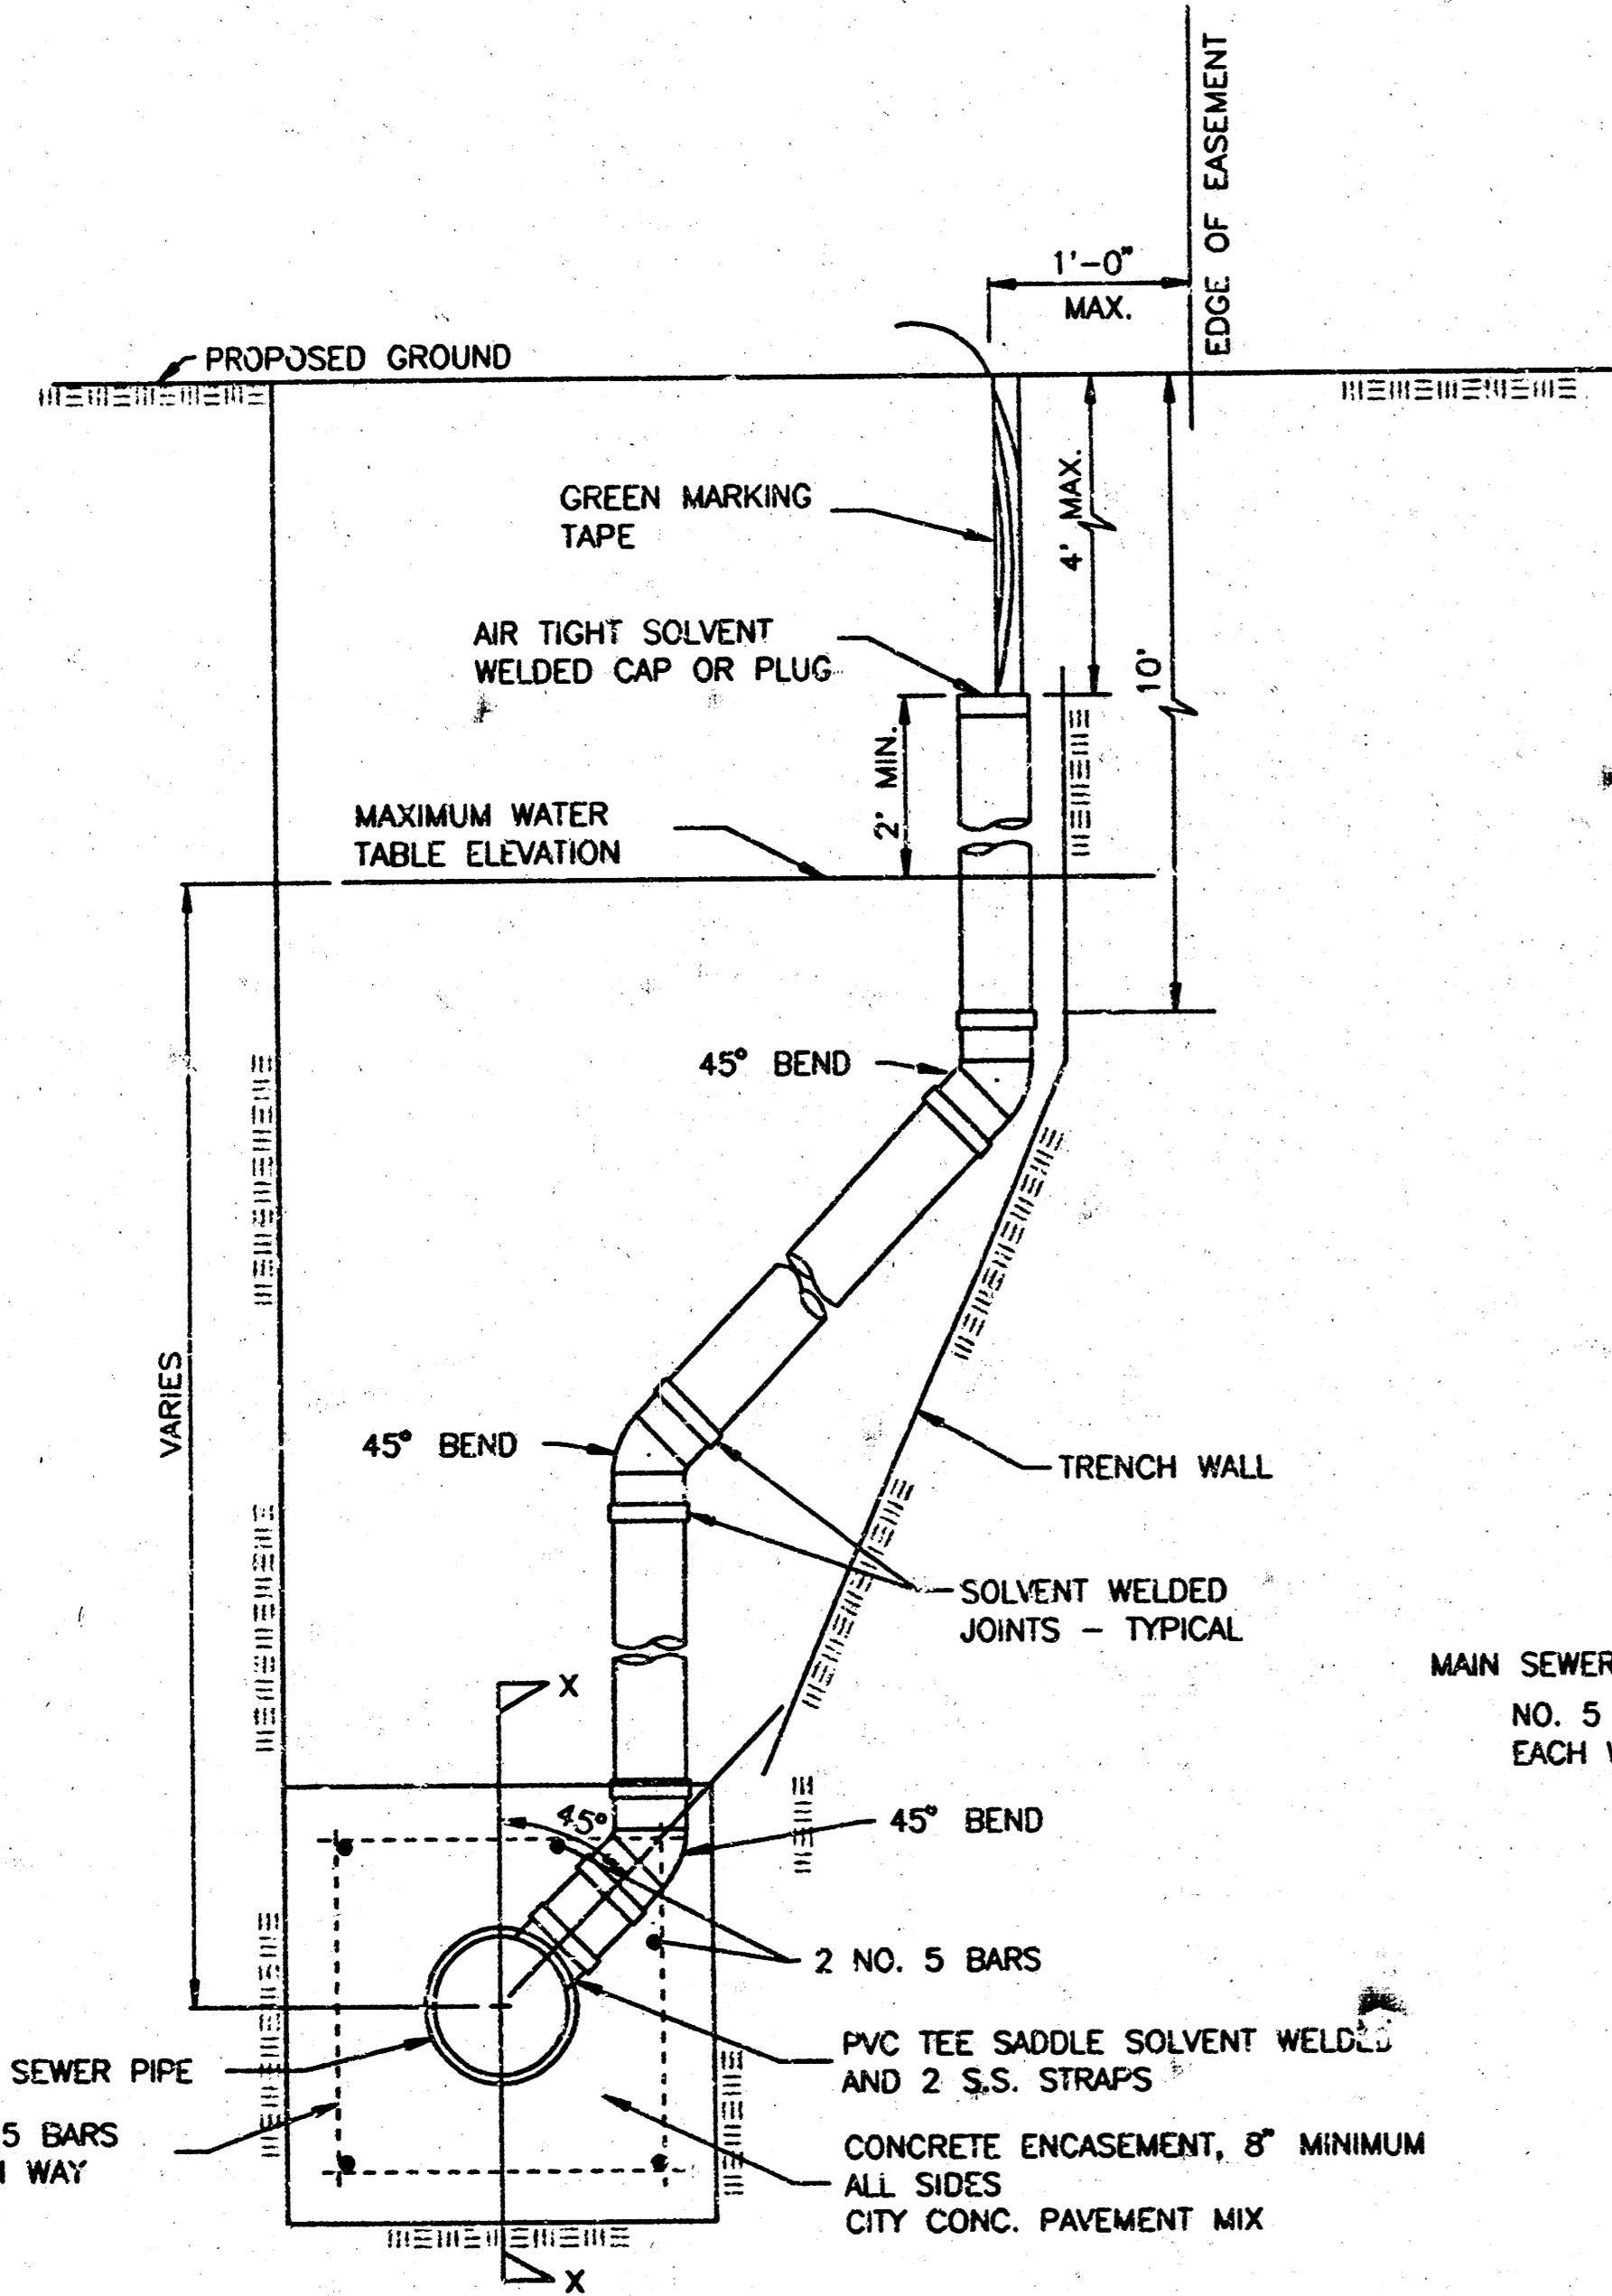 EDGE OF EASEMENT
1'-0"
MAX.
PROPOSED GROUND
GREEN MARKING
TAPE
4' MAX.
AIR TIGHT SOLVENT
WELDED CAP OR PLUG
10'
2' MIN.
MAXIMUM WATER
TABLE ELEVATION
45° BEND
VARIES
45° BEND
TRENCH WALL
SOLVENT WELDED
JOINTS - TYPICAL
MAIN SEWER
NO. 5
EACH
X
45°
45° BEND
2 NO. 5 BARS
SEWER PIPE
PVC TEE SADDLE SOLVENT WELDED
AND 2 S.S. STRAPS
5 BARS
WAY
CONCRETE ENCASEMENT, 8" MINIMUM
ALL SIDES
CITY CONC. PAVEMENT MIX
X